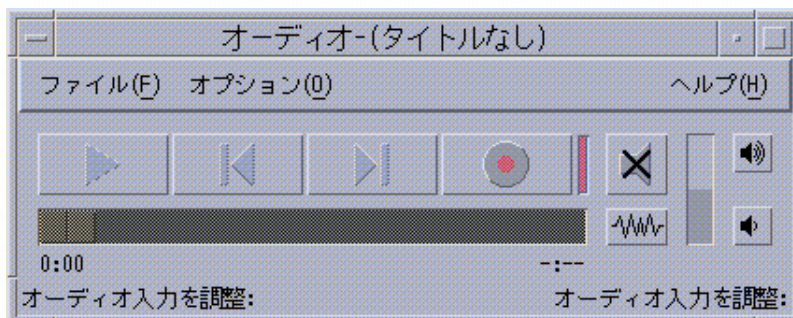 オーディオ-(タイトルなし)
ファイル(F) オプション(O) ヘルプ(H)
0:00 -:--
オーディオ入力を調整: オーディオ入力を調整: